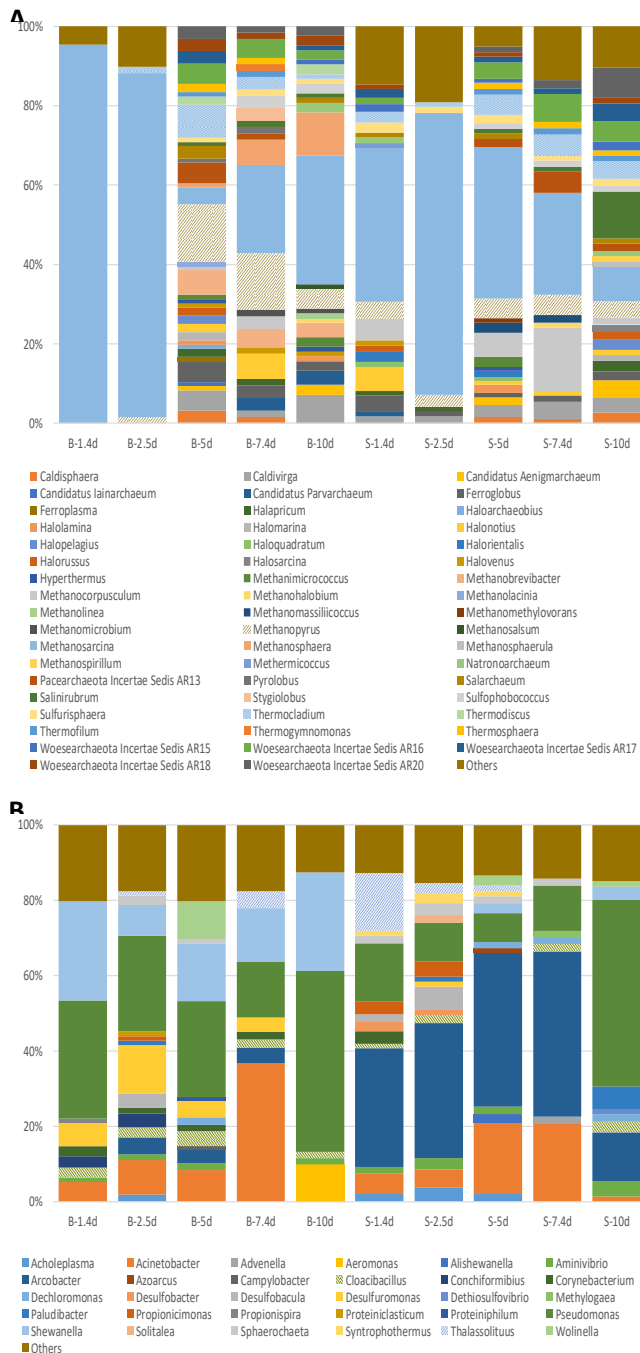 A
100%
80%
60%
40%
20%
0%
B-1.4d B-2.5d B-5d B-7.4d B-10d S-1.4d S-2.5d S-5d S-7.4d S-10d
Caldisphaera Caldivirga Candidatus Aenigmarchaeum
Candidatus Iainarchaeum Candidatus Parvarchaeum Ferroglobus
Ferroplasma Halapricum Haloarchaeobius
Halolamina Halomarina Halonotius
Halopelagius Haloquadratum Halorientalis
Halorussus Halosarcina Halovenus
Hyperthermus Methanimicrococcus Methanobrevibacter
Methanocorpusculum Methanohalobium Methanolacinia
Methanolinea Methanomassiliicoccus Methanomethylovorans
Methanomicrobium Methanopyrus Methanosalsum
Methanosarcina Methanosphaera Methanosphaerula
Methanospirillum Methermicoccus Natronoarchaeum
Pacearchaeota Incertae Sedis AR13 Pyrolobus Salarchaeum
Salinirubrum Stygiolobus Sulfophobococcus
Sulfurisphaera Thermocladium Thermodiscus
Thermofilum Thermogymnomonas Thermosphaera
Woesearchaeota Incertae Sedis AR15 Woesearchaeota Incertae Sedis AR16 Woesearchaeota Incertae Sedis AR17
Woesearchaeota Incertae Sedis AR18 Woesearchaeota Incertae Sedis AR20 Others
B
100%
80%
60%
40%
20%
0%
B-1.4d B-2.5d B-5d B-7.4d B-10d S-1.4d S-2.5d S-5d S-7.4d S-10d
Acholeplasma Acinetobacter Advenella Aeromonas Alishewanella Aminivibrio
Arcobacter Azoarcus Campylobacter Cloacibacillus Conchiformibius Corynebacterium
Dechloromonas Desulfobacter Desulfobacula Desulfuromonas Dethiosulfovibrio Methylogaea
Paludibacter Propionicimonas Propionispira Proteiniclasticum Proteiniphilum Pseudomonas
Shewanella Solitalea Sphaerochaeta Syntrophothermus Thalassolituus Wolinella
Others